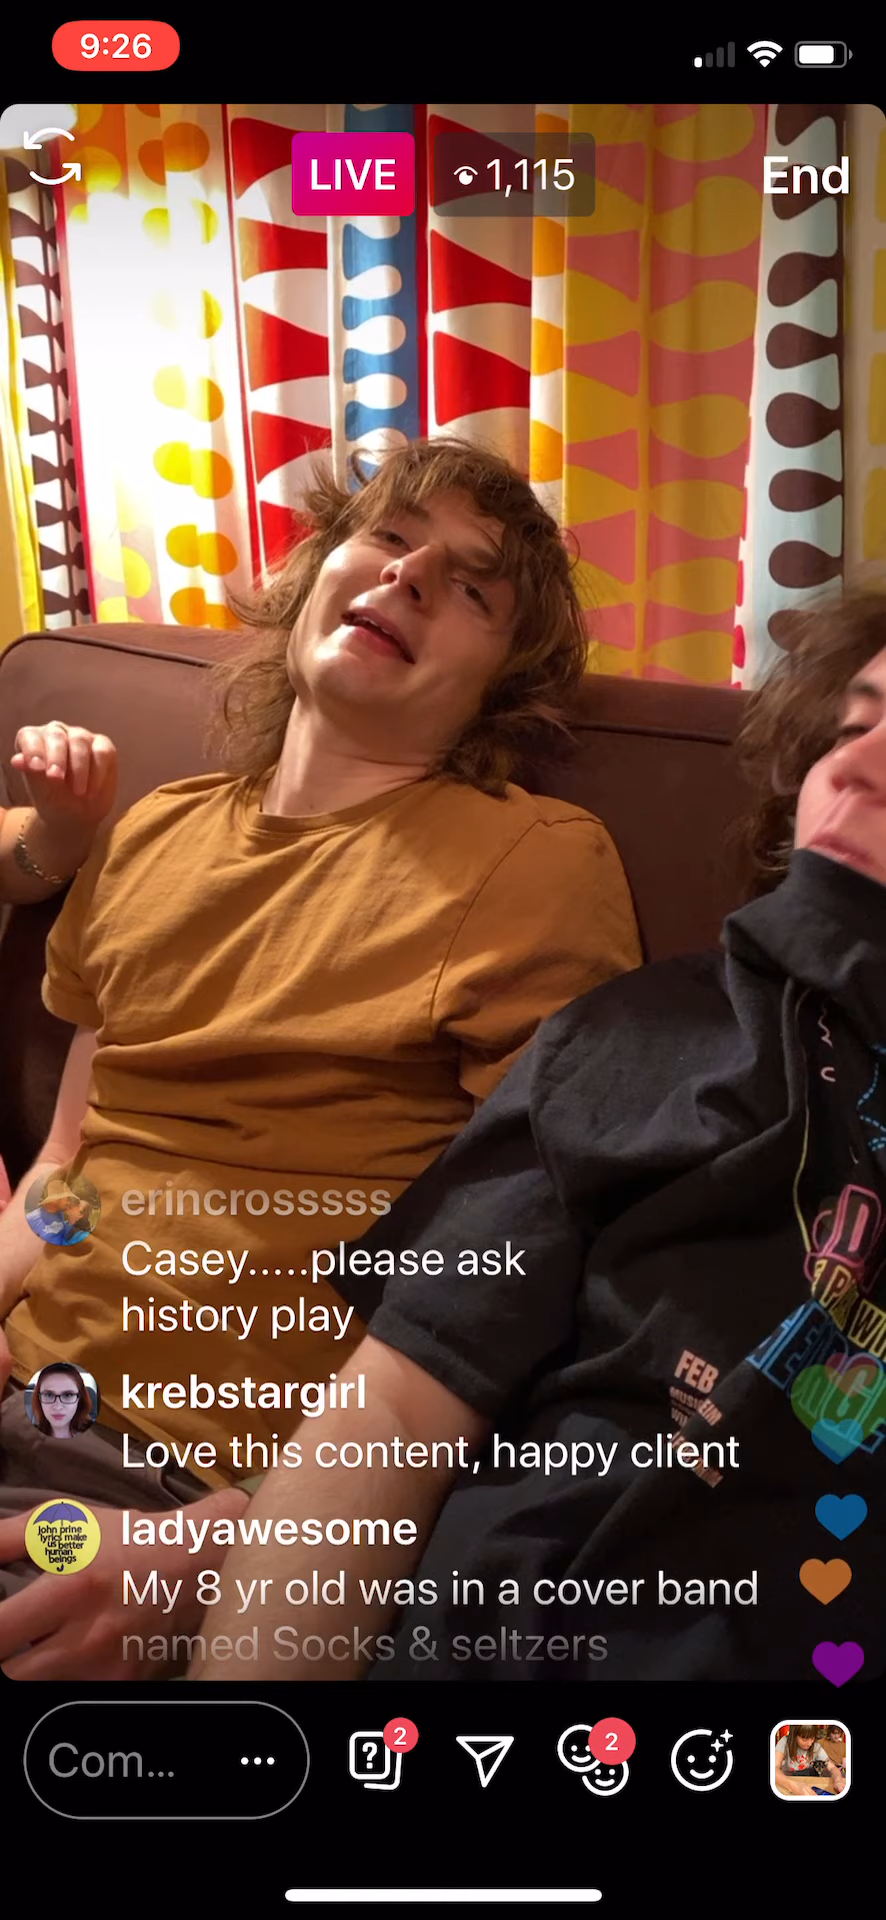 9:26
LIVE
1,115
End
erincrosssss
Casey.....please ask
history play
krebstargirl
Love this content, happy client
ladyawesome
My 8 yr old was in a cover band
named Socks & seltzers
John prine
lyrics make
us better
human
beings
FEB
Com...
2
2